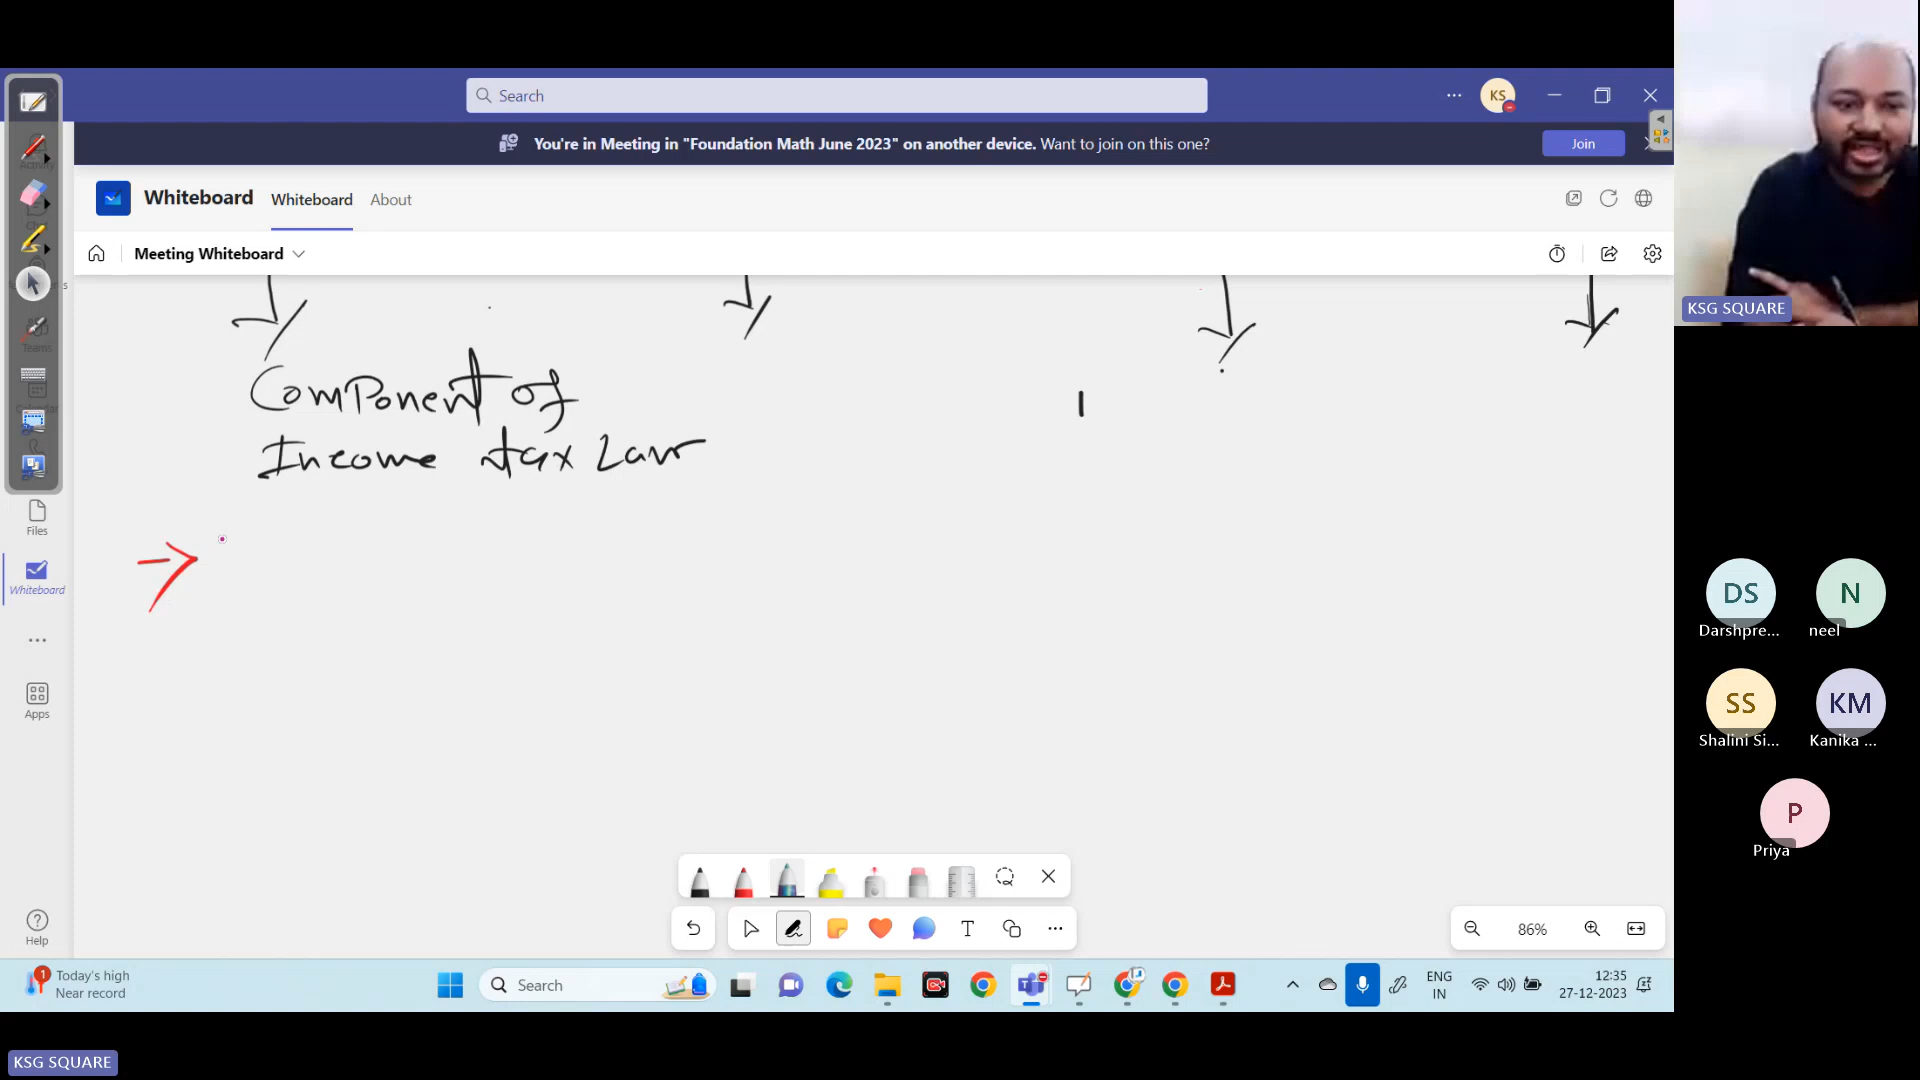 Search
KS
You're in Meeting in "Foundation Math June 2023" on another device. Want to join on this one?
Join
Whiteboard
Whiteboard
About
Meeting Whiteboard
KSG SQUARE
Component of
Income tax Law
Teams
Files
Whiteboard
Apps
Help
DS
Darshpre...
N
neel
SS
Shalini Si...
KM
Kanika ...
P
Priya
86%
1
Today's high
Near record
Search
ENG
IN
12:35
27-12-2023
KSG SQUARE